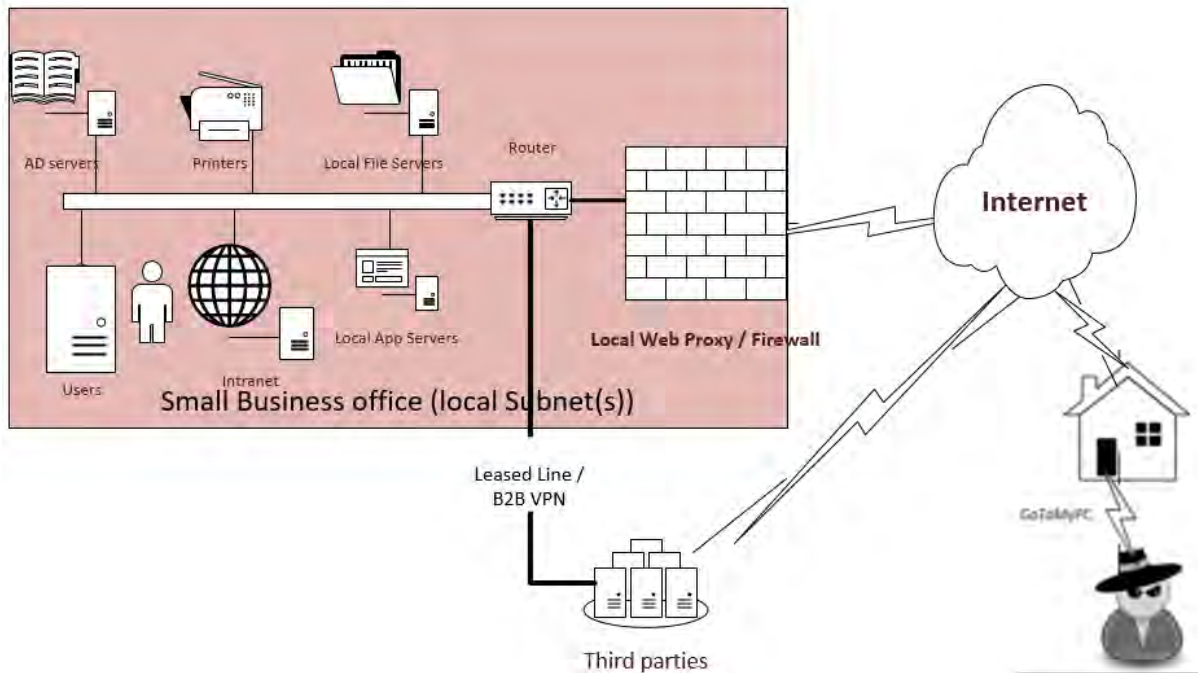 AD servers
Printers
Local File Servers
Router
Internet
Users
Intranet
Local App Servers
Local Web Proxy / Firewall
Small Business office (local Subnet(s))
Leased Line /
B2B VPN
GoToMyPC
Third parties